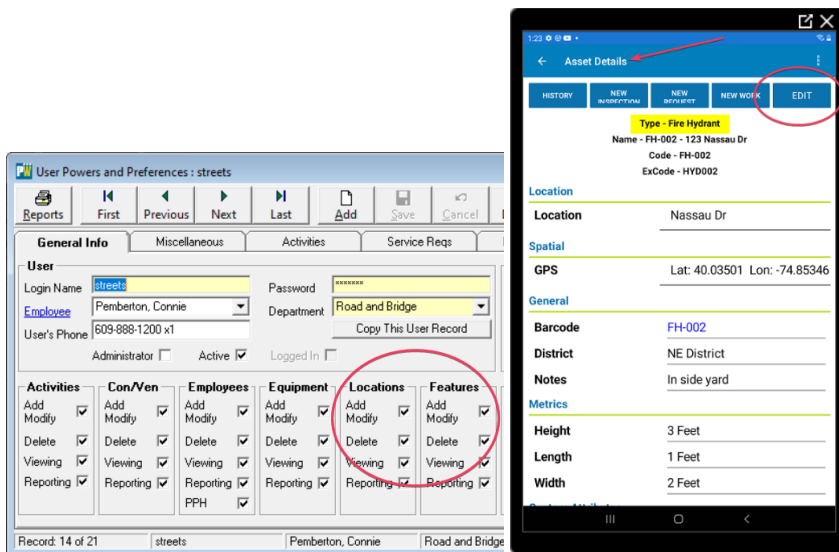 User Powers and Preferences : streets
Reports First Previous Next Last Add Save Cancel
General Info Miscellaneous Activities Service Reqs
User
Login Name streets Password *******
Employee Pemberton, Connie Department Road and Bridge
User's Phone 609-888-1200 x1 Copy This User Record
Administrator Active Logged In
Activities Con/Ven Employees Equipment Locations Features
Add Add Add Add Add Add
Modify Modify Modify Modify Modify Modify
Delete Delete Delete Delete Delete Delete
Viewing Viewing Viewing Viewing Viewing Viewing
Reporting Reporting Reporting Reporting Reporting Reporting
PPH
Record: 14 of 21 streets Pemberton, Connie Road and Bridge
1:23
Asset Details
HISTORY NEW INSPECTION NEW REQUEST NEW WORK EDIT
Type - Fire Hydrant
Name - FH-002 - 123 Nassau Dr
Code - FH-002
ExCode - HYD002
Location
Location Nassau Dr
Spatial
GPS Lat: 40.03501 Lon: -74.85346
General
Barcode FH-002
District NE District
Notes In side yard
Metrics
Height 3 Feet
Length 1 Feet
Width 2 Feet